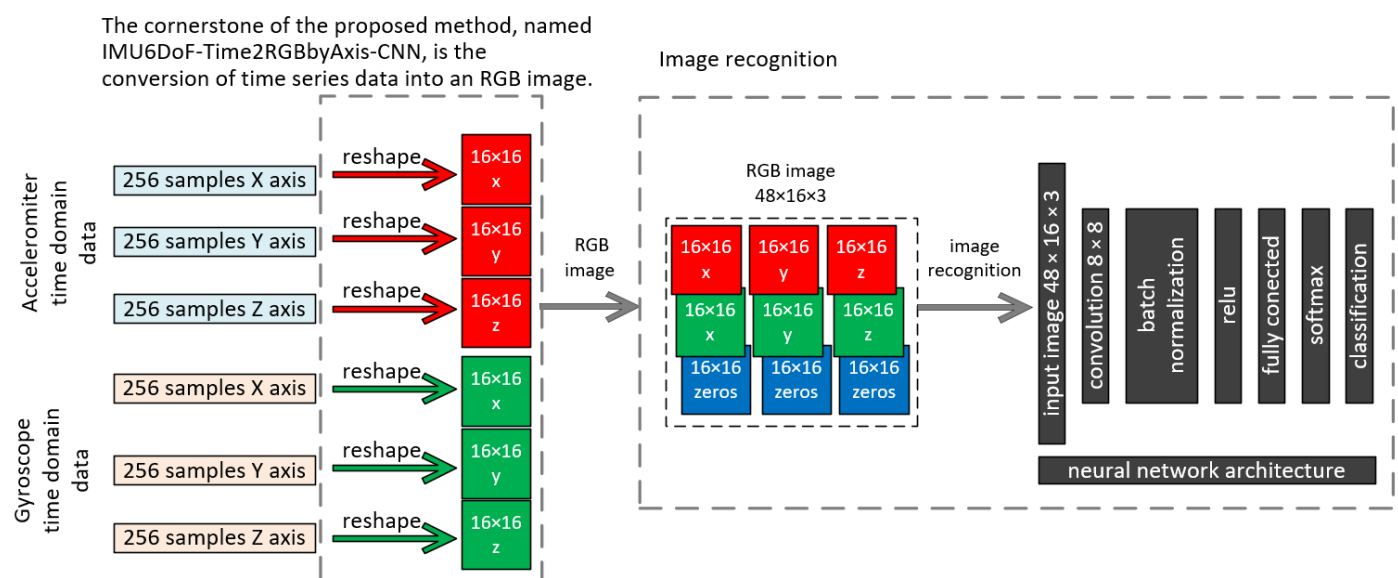 The cornerstone of the proposed method, named
IMU6DoF-Time2RGBbyAxis-CNN, is the
conversion of time series data into an RGB image.
Acceleromiter
time domain
data
256 samples X axis
reshape
16×16
x
256 samples Y axis
reshape
16×16
y
256 samples Z axis
reshape
16×16
z
Gyroscope
time domain
data
256 samples X axis
reshape
16×16
x
256 samples Y axis
reshape
16×16
y
256 samples Z axis
reshape
16×16
z
RGB
image
Image recognition
RGB image
48×16×3
16×16
x
16×16
y
16×16
z
16×16
x
16×16
y
16×16
z
16×16
zeros
16×16
zeros
16×16
zeros
image
recognition
input image 48 × 16 × 3
convolution 8 × 8
batch
normalization
relu
fully conected
softmax
classification
neural network architecture